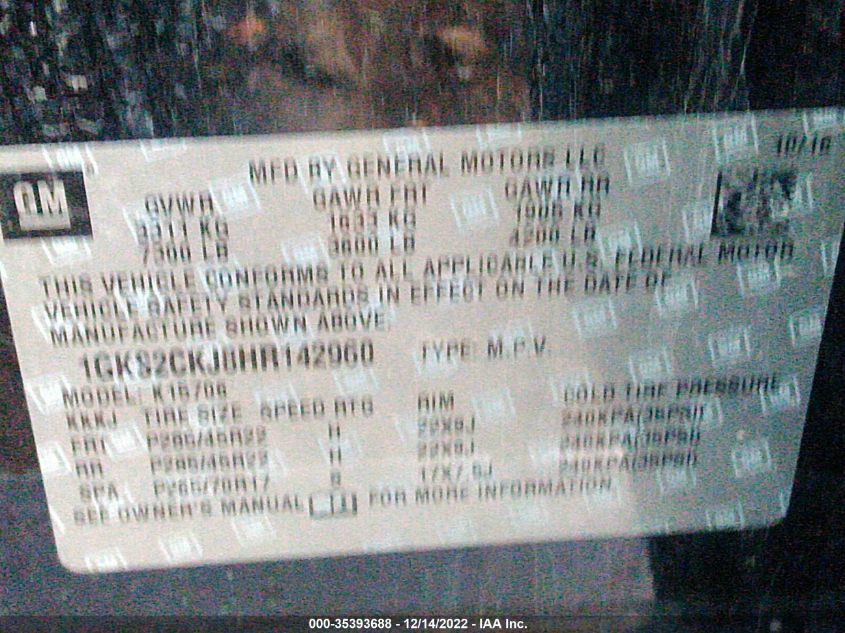 GM
MFD BY GENERAL MOTORS LLC 10/16
GVWR GAWR FRT GAWR RR
3311 KG 1633 KG 1905 KG
7300 LB 3600 LB 4200 LB
THIS VEHICLE CONFORMS TO ALL APPLICABLE U.S. FEDERAL MOTOR
VEHICLE SAFETY STANDARDS IN EFFECT ON THE DATE OF
MANUFACTURE SHOWN ABOVE.
1GKS2CKJ6HR142960 TYPE: M.P.V.
MODEL: K15706
KKKJ TIRE SIZE SPEED RTG RIM COLD TIRE PRESSURE
FRT P285/45R22 H 22X9J 240KPA(35PSI)
RR P285/45R22 H 22X9J 240KPA(35PSI)
SPA P265/70R17 S 17X7.5J 240KPA(35PSI)
SEE OWNER'S MANUAL FOR MORE INFORMATION
000-35393688 - 12/14/2022 - IAA Inc.